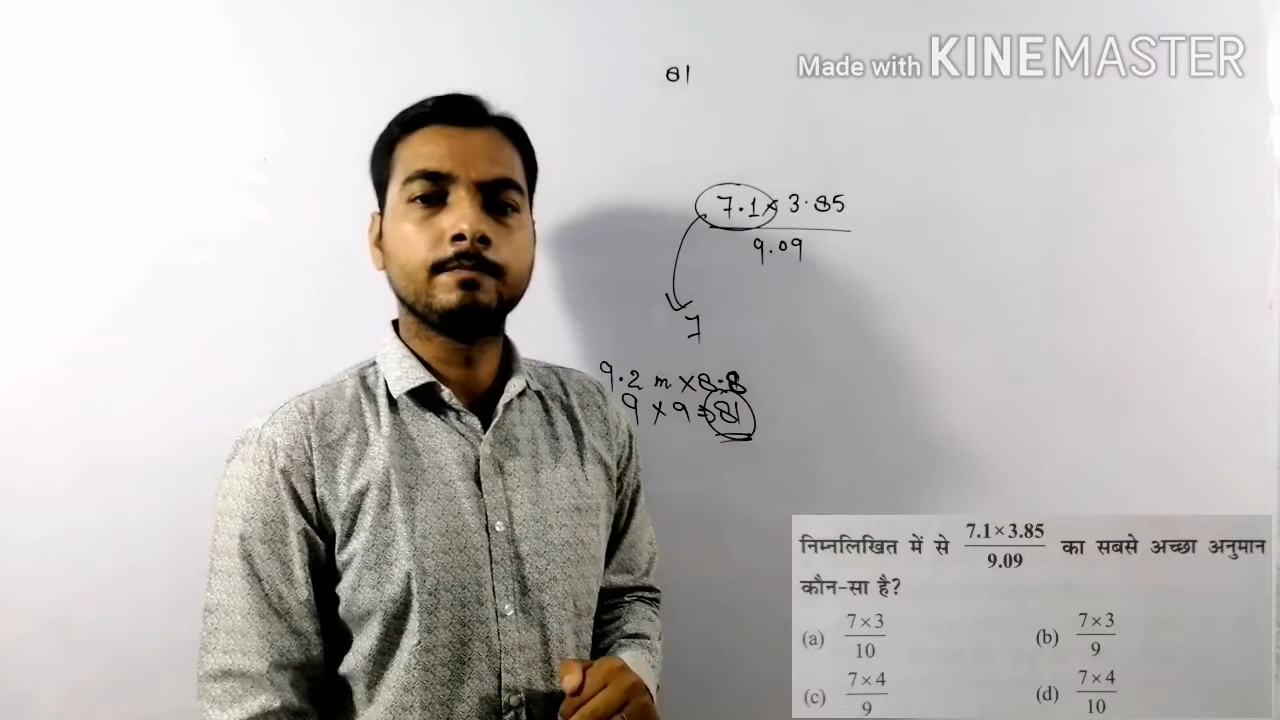 Made with KINEMASTER
81
7.1 × 3.85
9.09
7
9.2 m × 8.8
9 × 9 = 81
निम्नलिखित में से 7.1×3.85 / 9.09 का सबसे अच्छा अनुमान
कौन-सा है?
(a) 7×3 / 10 (b) 7×3 / 9
(c) 7×4 / 9 (d) 7×4 / 10